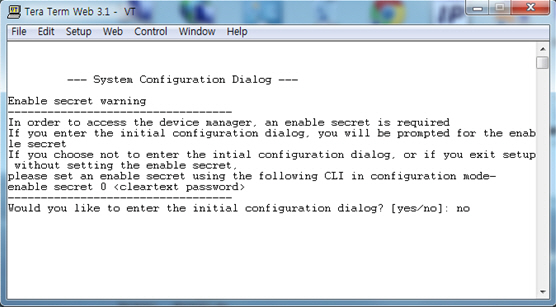 Tera Term Web 3.1 - VT
File Edit Setup Web Control Window Help
--- System Configuration Dialog ---
Enable secret warning
----------------------------------
In order to access the device manager, an enable secret is required
If you enter the initial configuration dialog, you will be prompted for the enab
le secret
If you choose not to enter the intial configuration dialog, or if you exit setup
without setting the enable secret,
please set an enable secret using the following CLI in configuration mode-
enable secret 0 <cleartext password>
----------------------------------
Would you like to enter the initial configuration dialog? [yes/no]: no